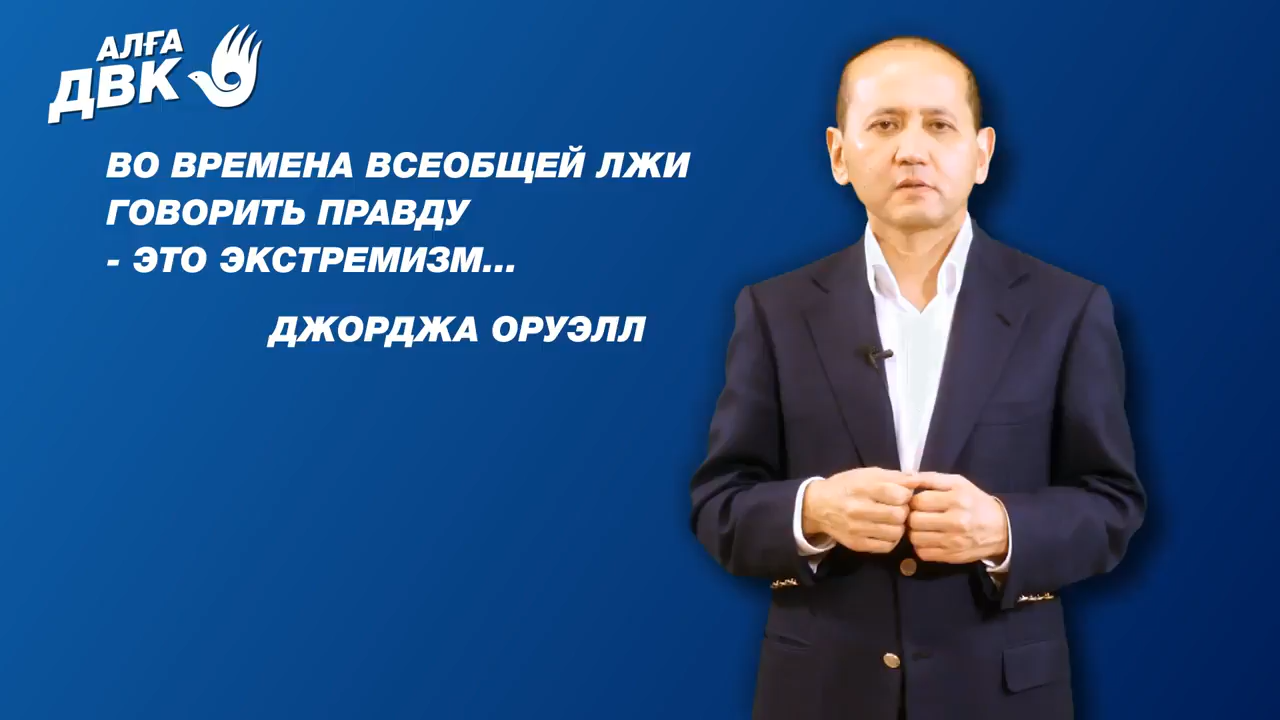 АЛҒА
ДВК
ВО ВРЕМЕНА ВСЕОБЩЕЙ ЛЖИ
ГОВОРИТЬ ПРАВДУ
- ЭТО ЭКСТРЕМИЗМ...
ДЖОРДЖА ОРУЭЛЛ